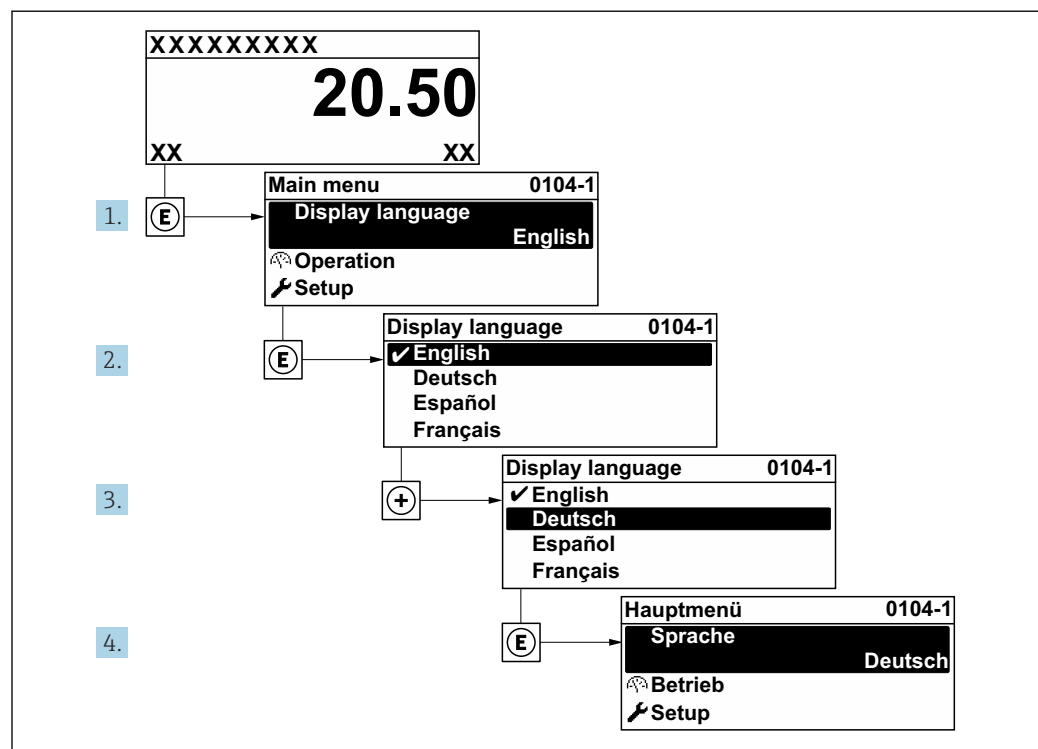 XXXXXXXXX
20.50
XX XX
1.
E
Main menu 0104-1
Display language
English
Operation
Setup
2.
E
Display language 0104-1
✔English
Deutsch
Español
Français
3.
+
Display language 0104-1
✔English
Deutsch
Español
Français
4.
E
Hauptmenü 0104-1
Sprache
Deutsch
Betrieb
Setup